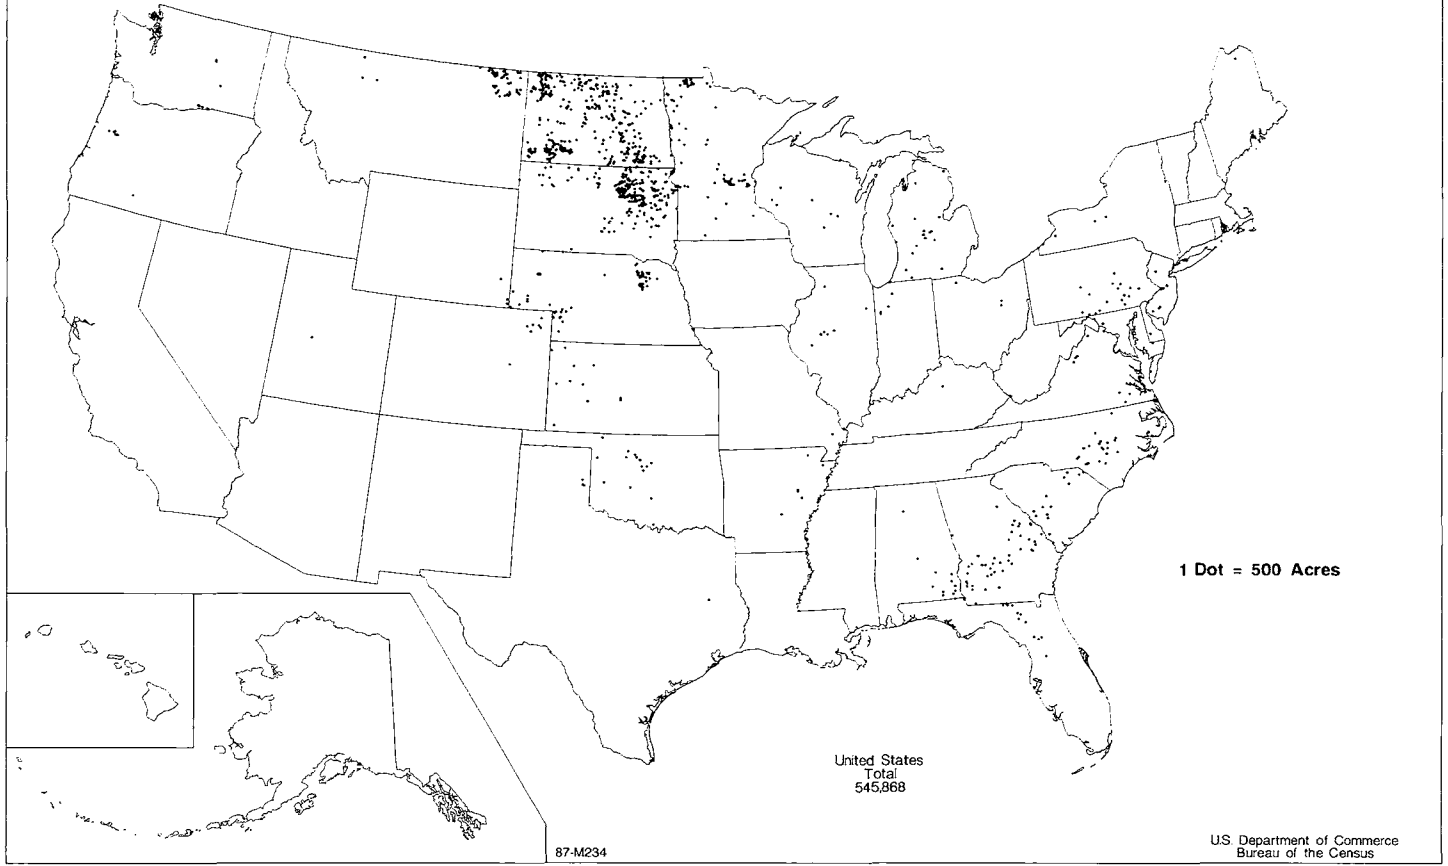 1 Dot = 500 Acres
United States
Total
545,868
87-M234
U.S. Department of Commerce
Bureau of the Census